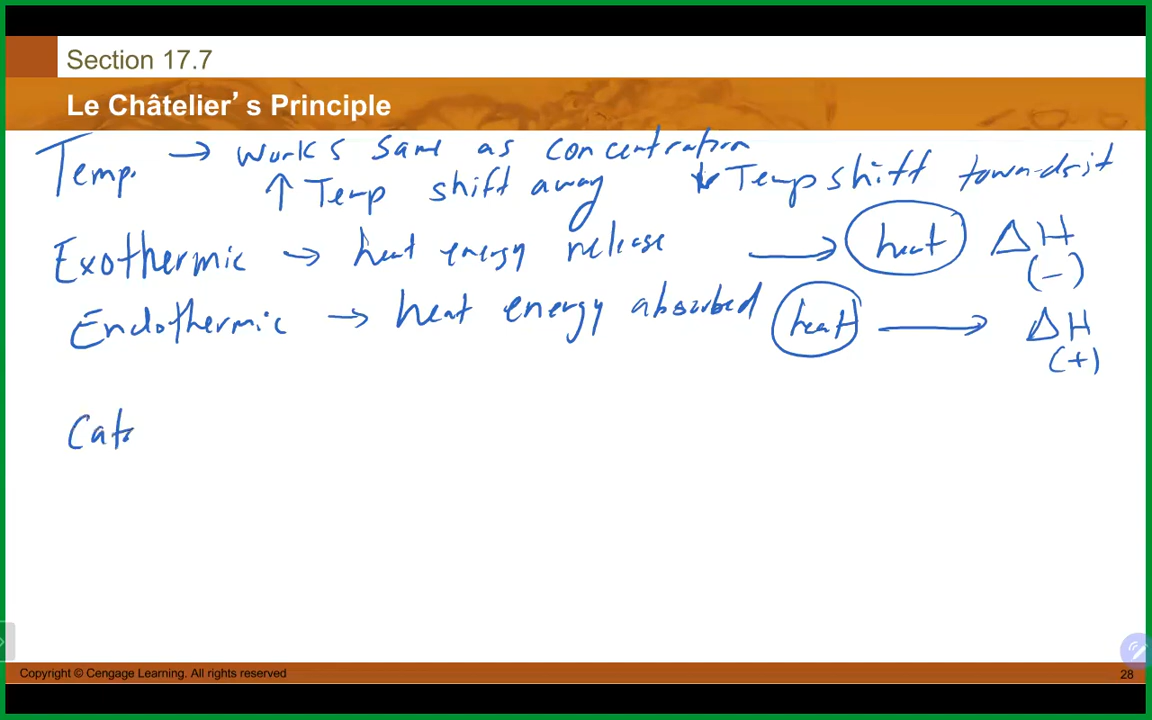 Section 17.7
Le Châtelier's Principle
Temp. → works same as concentration
↑ Temp shift away ↓ Temp shift towards it
Exothermic → heat energy release → heat ΔH (-)
Endothermic → heat energy absorbed heat → ΔH (+)
Cat
Copyright © Cengage Learning. All rights reserved 28